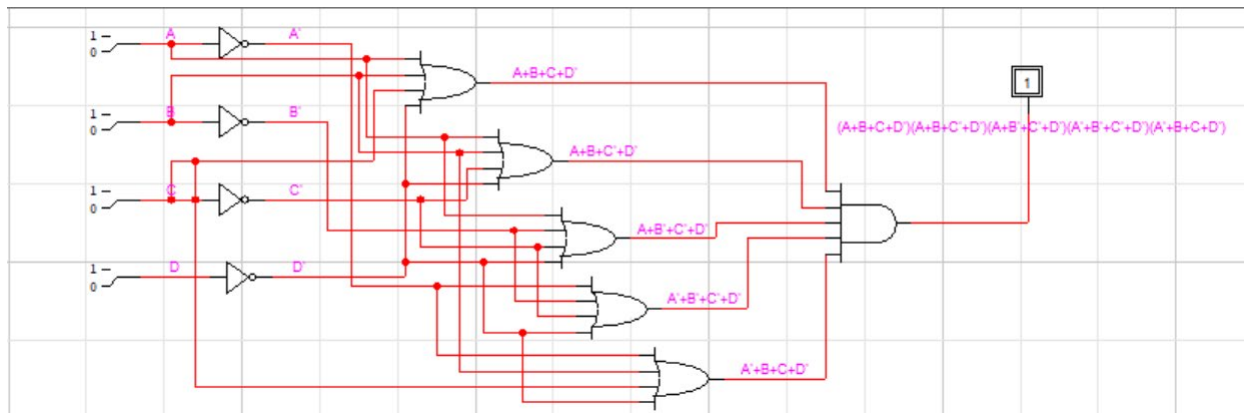 1
0
A
A'
A+B+C+D'
1
1
0
B
B'
(A+B+C+D')(A+B+C'+D')(A+B'+C'+D')(A'+B'+C'+D')(A'+B+C+D')
A+B+C'+D'
1
0
C
C'
A+B'+C'+D'
1
0
D
D'
A'+B'+C'+D'
A'+B+C+D'